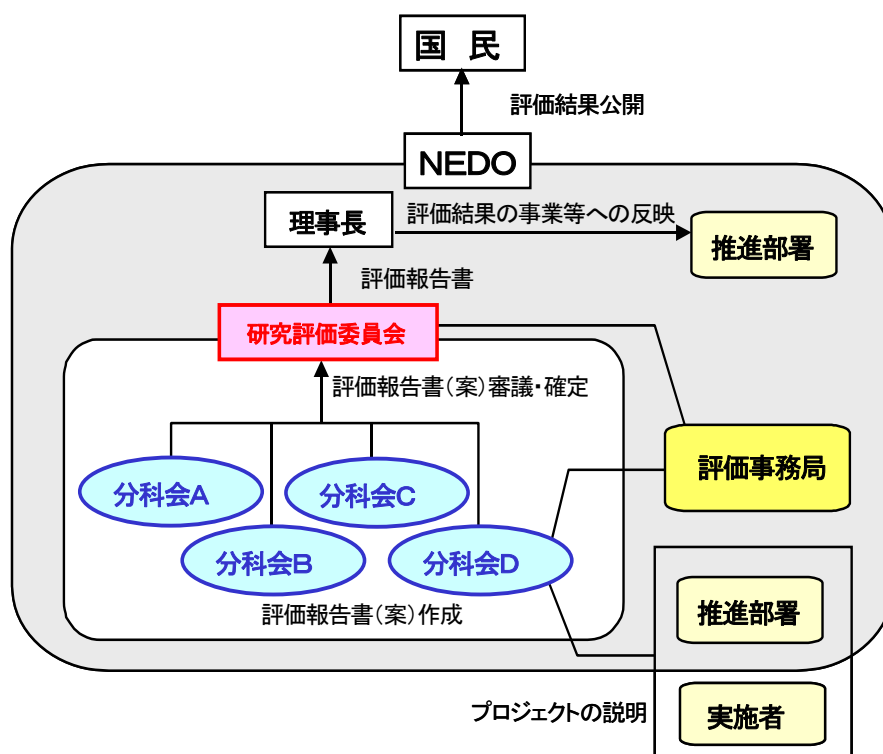 国 民
評価結果公開
NEDO
理事長
評価結果の事業等への反映
推進部署
評価報告書
研究評価委員会
評価報告書(案)審議・確定
評価事務局
分科会A
分科会C
分科会B
分科会D
推進部署
評価報告書(案)作成
プロジェクトの説明
実施者